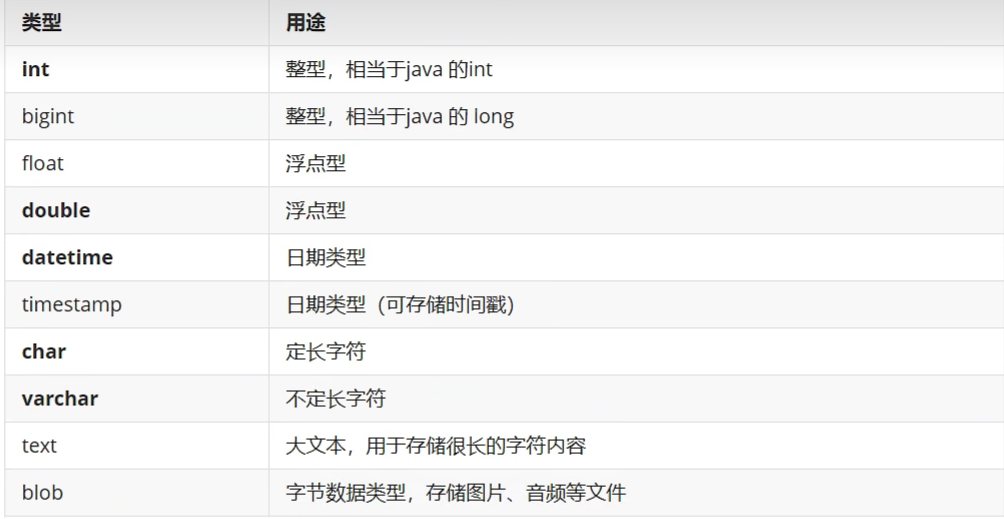 类型 用途
int 整型，相当于java 的int
bigint 整型，相当于java 的 long
float 浮点型
double 浮点型
datetime 日期类型
timestamp 日期类型（可存储时间戳）
char 定长字符
varchar 不定长字符
text 大文本，用于存储很长的字符内容
blob 字节数据类型，存储图片、音频等文件